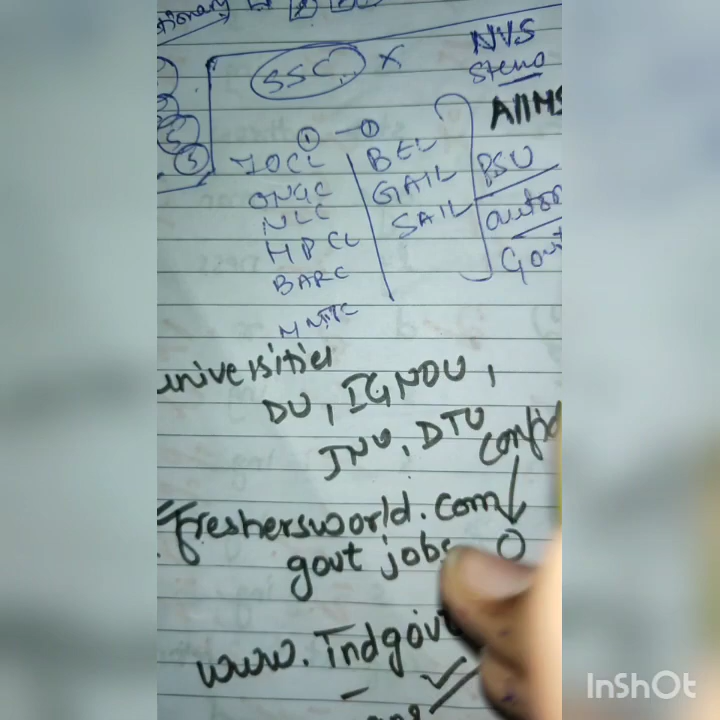 SSC X
NVS
Steno
AIIMS
① — ①
IOCL
ONGC
NLC
HPCL
BARC
BEL
GAIL
SAIL
PSU
auton
Govt
universities
DU, IGNOU,
JNU, DTU
confid
freshersworld.com
govt jobs
www.Indgovt
InShOt